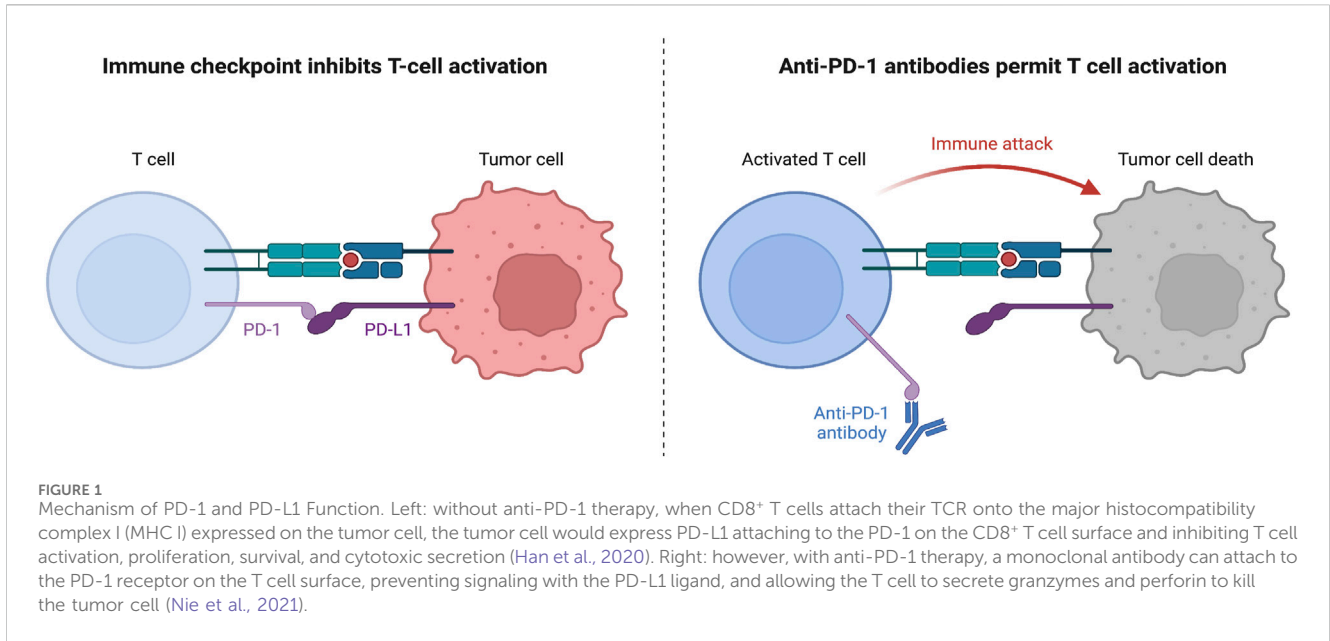 Immune checkpoint inhibits T-cell activation
T cell
Tumor cell
PD-1
PD-L1
Anti-PD-1 antibodies permit T cell activation
Immune attack
Activated T cell
Tumor cell death
Anti-PD-1
antibody
FIGURE 1
Mechanism of PD-1 and PD-L1 Function. Left: without anti-PD-1 therapy, when CD8⁺ T cells attach their TCR onto the major histocompatibility
complex I (MHC I) expressed on the tumor cell, the tumor cell would express PD-L1 attaching to the PD-1 on the CD8⁺ T cell surface and inhibiting T cell
activation, proliferation, survival, and cytotoxic secretion (Han et al., 2020). Right: however, with anti-PD-1 therapy, a monoclonal antibody can attach to
the PD-1 receptor on the T cell surface, preventing signaling with the PD-L1 ligand, and allowing the T cell to secrete granzymes and perforin to kill
the tumor cell (Nie et al., 2021).